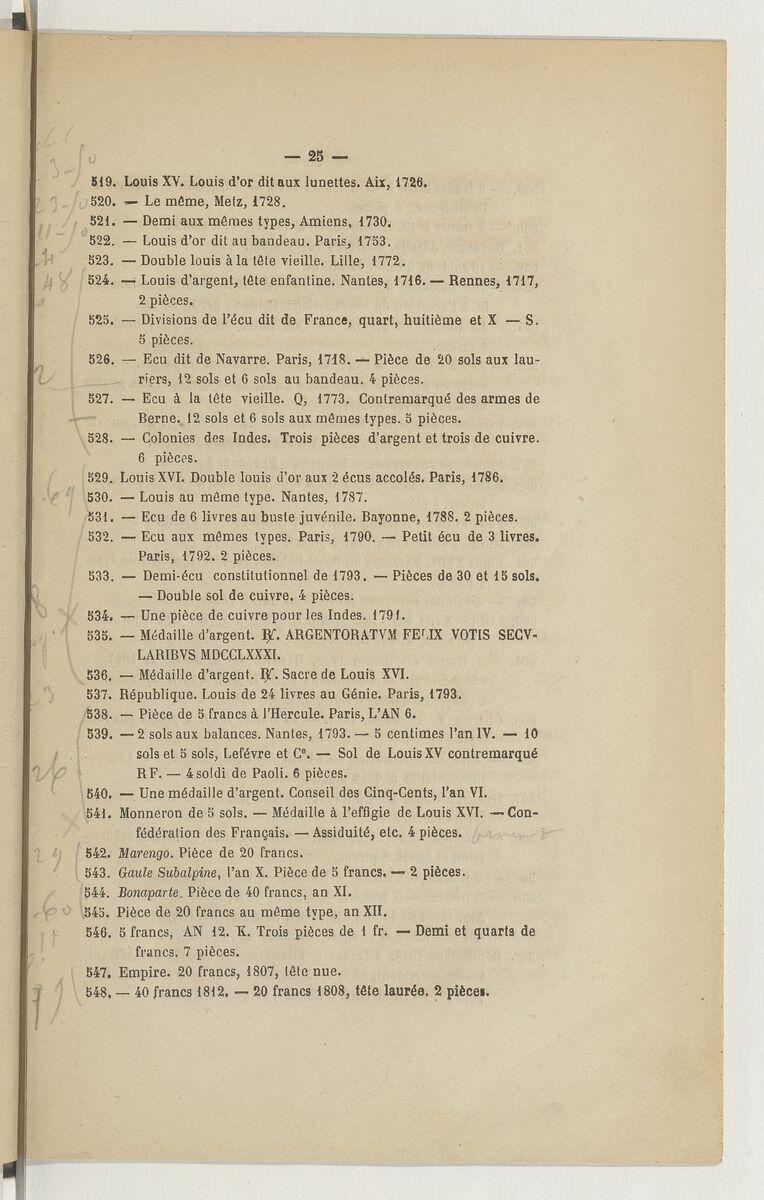 — 25 —
519. Louis XV. Louis d'or dit aux lunettes. Aix, 1726.
520. — Le même, Metz, 1728.
521. — Demi aux mêmes types, Amiens, 1730.
522. — Louis d'or dit au bandeau. Paris, 1753.
523. — Double louis à la tête vieille. Lille, 1772.
524. — Louis d'argent, tête enfantine. Nantes, 1716. — Rennes, 1717,
2 pièces.
525. — Divisions de l'écu dit de France, quart, huitième et X — S.
5 pièces.
526. — Ecu dit de Navarre. Paris, 1718. — Pièce de 20 sols aux lau-
riers, 12 sols et 6 sols au bandeau. 4 pièces.
527. — Ecu à la tête vieille. Q, 1773. Contremarqué des armes de
Berne. 12 sols et 6 sols aux mêmes types. 5 pièces.
528. — Colonies des Indes. Trois pièces d'argent et trois de cuivre.
6 pièces.
529. Louis XVI. Double louis d'or aux 2 écus accolés. Paris, 1786.
530. — Louis au même type. Nantes, 1787.
531. — Ecu de 6 livres au buste juvénile. Bayonne, 1788. 2 pièces.
532. — Ecu aux mêmes types. Paris, 1790. — Petit écu de 3 livres.
Paris, 1792. 2 pièces.
533. — Demi-écu constitutionnel de 1793. — Pièces de 30 et 15 sols.
— Double sol de cuivre. 4 pièces.
534. — Une pièce de cuivre pour les Indes. 1791.
535. — Médaille d'argent. ℞. ARGENTORATVM FELIX VOTIS SECV-
LARIBVS MDCCLXXXI.
536. — Médaille d'argent. ℞. Sacre de Louis XVI.
537. République. Louis de 24 livres au Génie. Paris, 1793.
538. — Pièce de 5 francs à l'Hercule. Paris, L'AN 6.
539. — 2 sols aux balances. Nantes, 1793. — 5 centimes l'an IV. — 10
sols et 5 sols, Lefévre et Cᵉ. — Sol de Louis XV contremarqué
RF. — 4 soldi de Paoli. 6 pièces.
540. — Une médaille d'argent. Conseil des Cinq-Cents, l'an VI.
541. Monneron de 5 sols. — Médaille à l'effigie de Louis XVI. — Con-
fédération des Français. — Assiduité, etc. 4 pièces.
542. Marengo. Pièce de 20 francs.
543. Gaule Subalpine, l'an X. Pièce de 5 francs. — 2 pièces.
544. Bonaparte. Pièce de 40 francs, an XI.
545. Pièce de 20 francs au même type, an XII.
546. 5 francs, AN 12. K. Trois pièces de 1 fr. — Demi et quarts de
francs. 7 pièces.
547. Empire. 20 francs, 1807, tête nue.
548. — 40 francs 1812. — 20 francs 1808, tête laurée. 2 pièces.